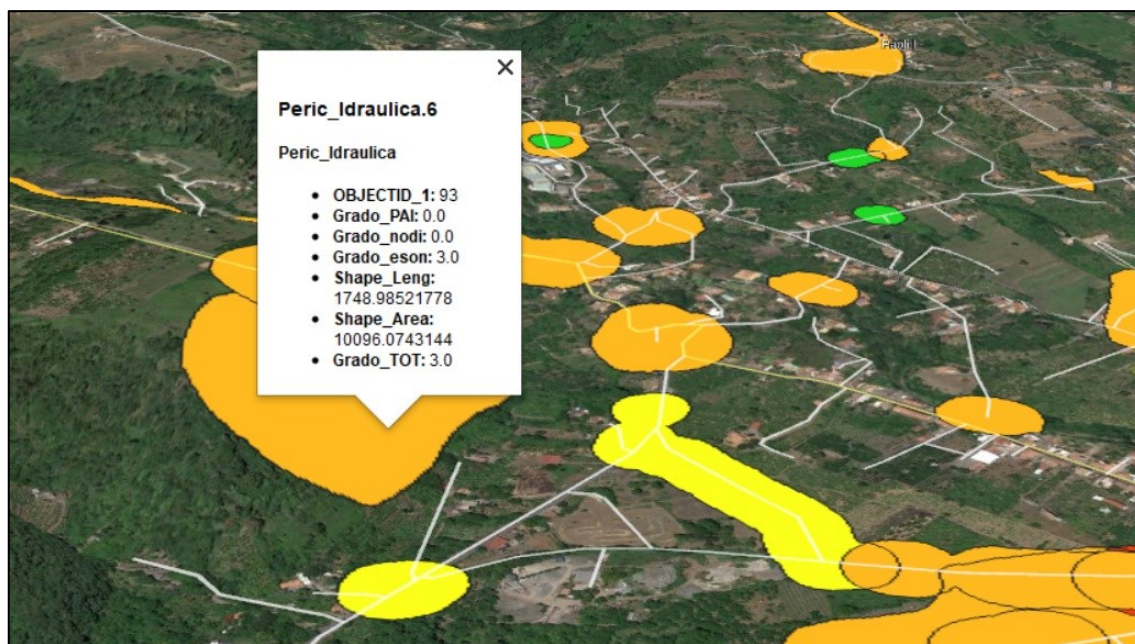 Peric_Idraulica.6
Peric_Idraulica
OBJECTID_1: 93
Grado_PAI: 0.0
Grado_nodi: 0.0
Grado_eson: 3.0
Shape_Leng:
1748.98521778
Shape_Area:
10096.0743144
Grado_TOT: 3.0